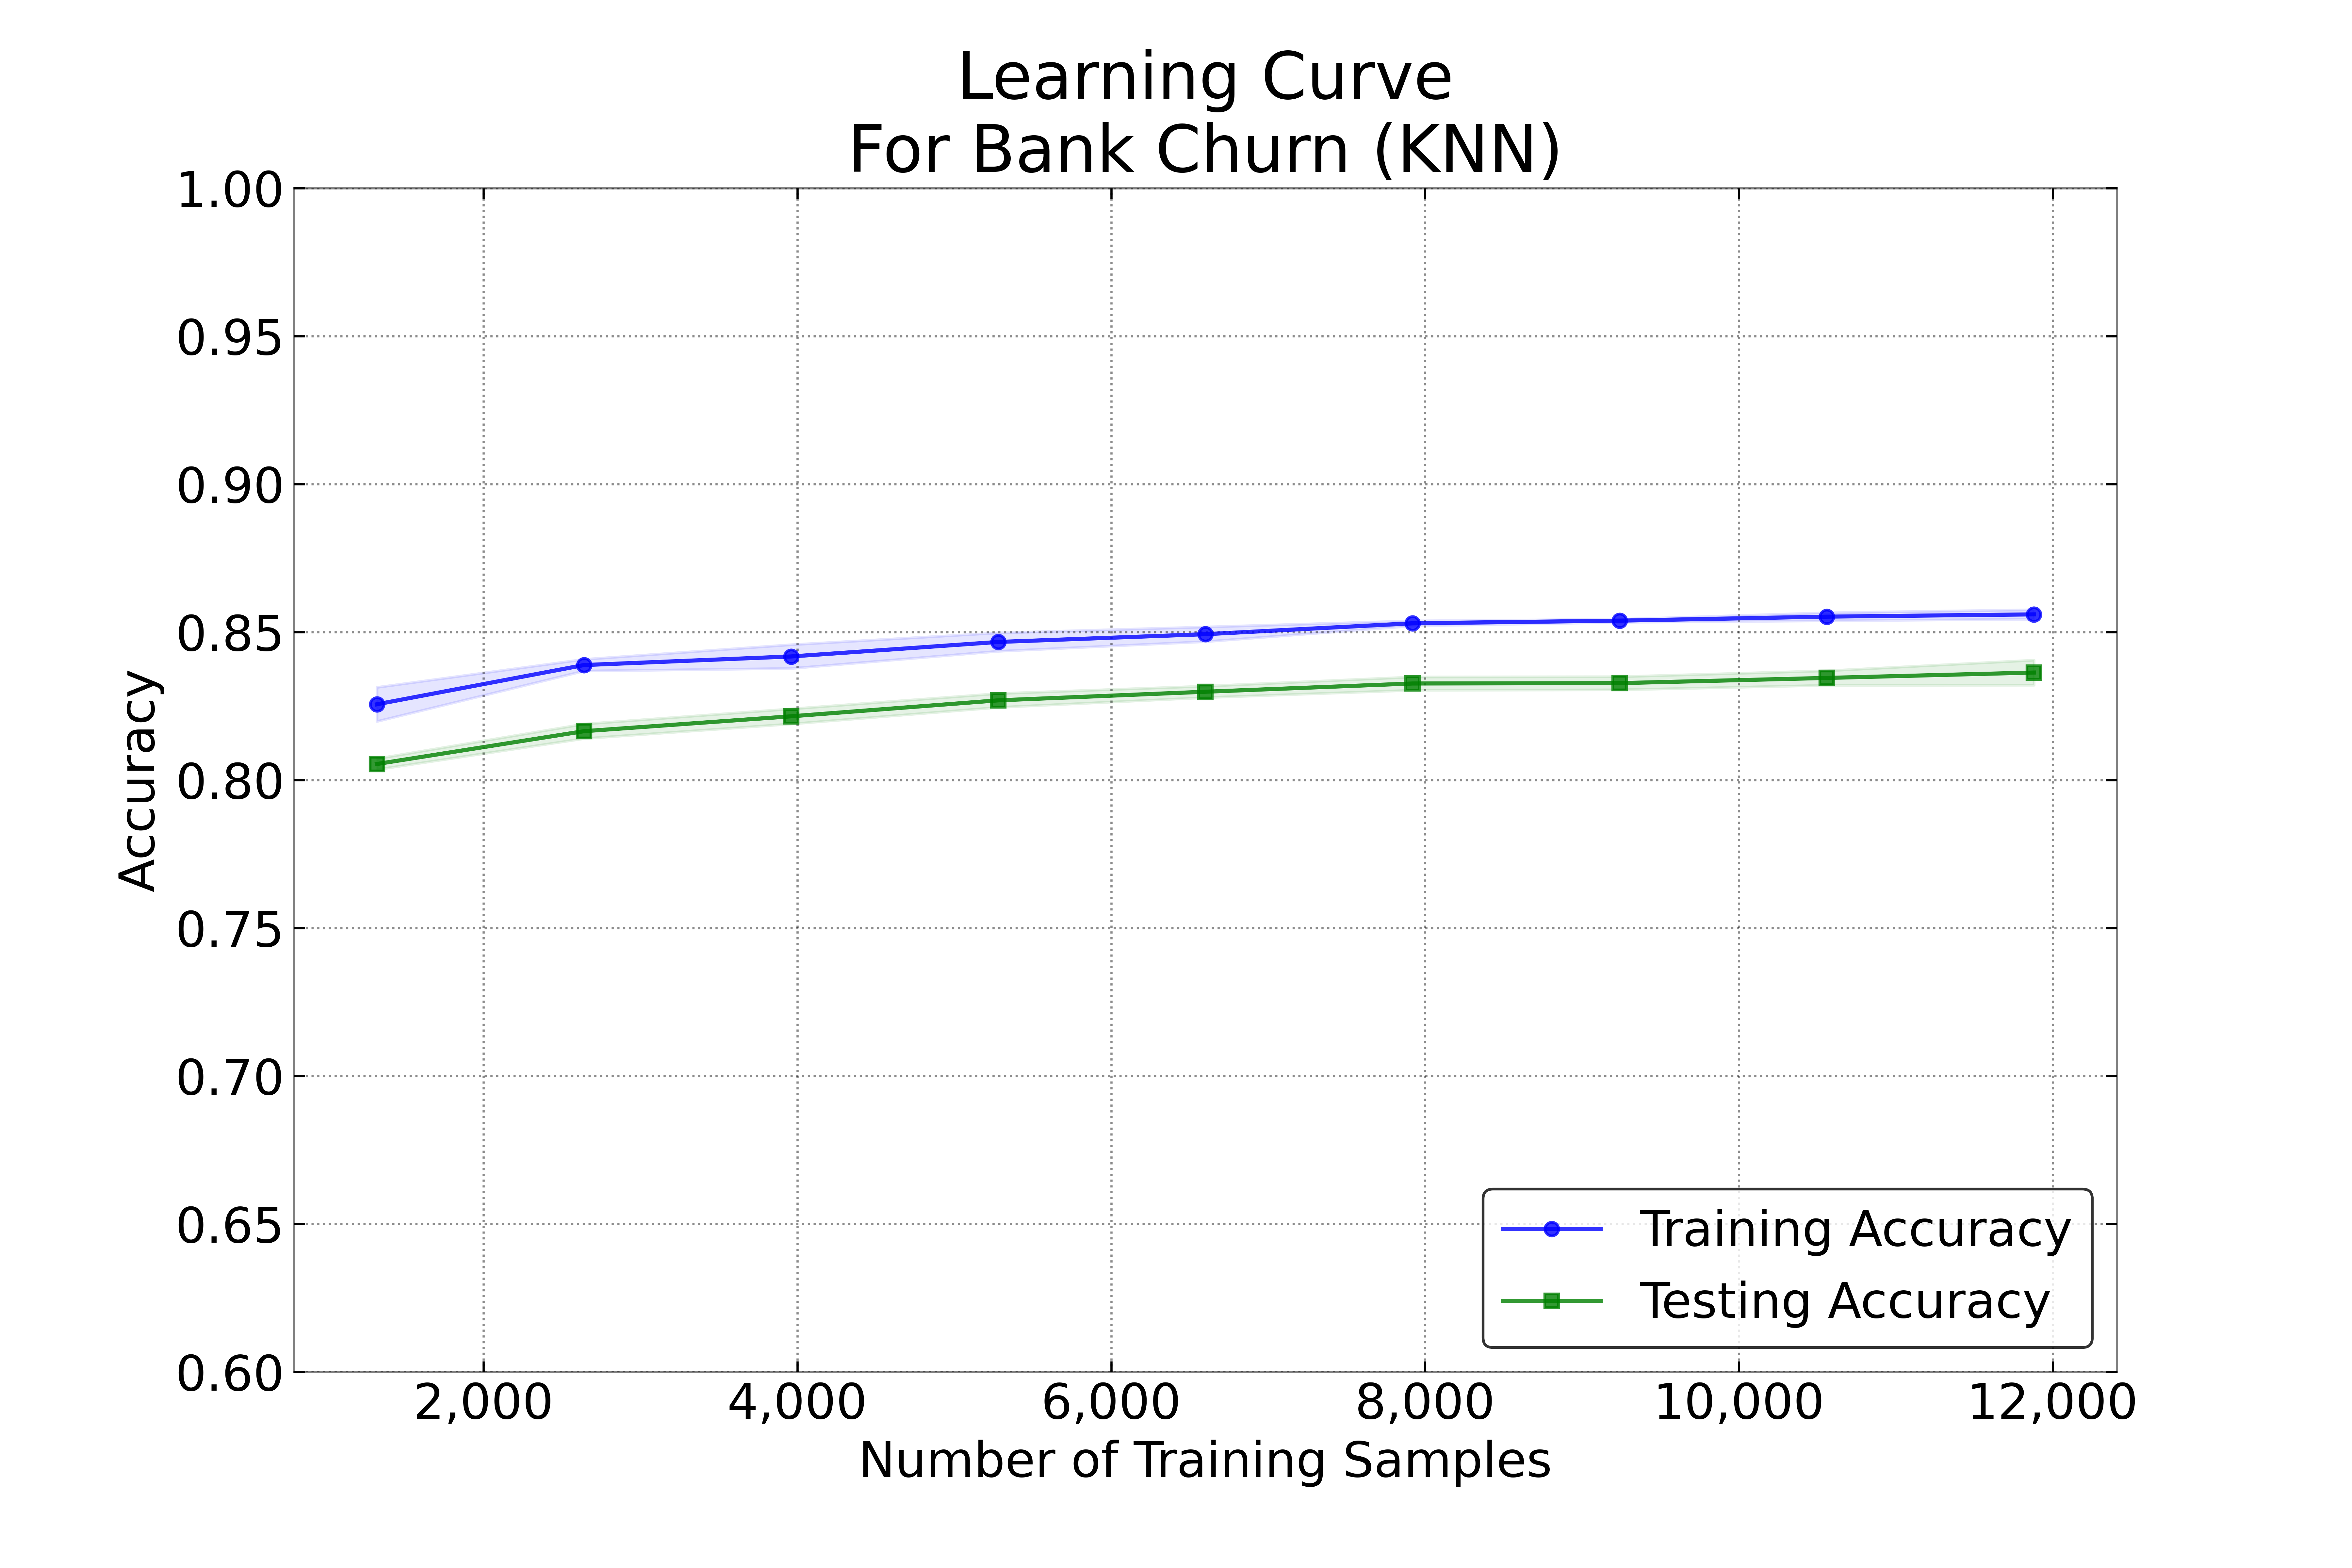 Learning Curve
For Bank Churn (KNN)
1.00
0.95
0.90
0.85
0.80
0.75
0.70
0.65
0.60
Accuracy
Training Accuracy
Testing Accuracy
2,000 4,000 6,000 8,000 10,000 12,000
Number of Training Samples